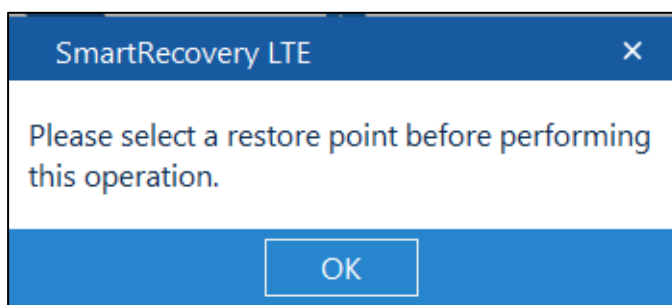 SmartRecovery LTE ×
Please select a restore point before performing
this operation.
OK